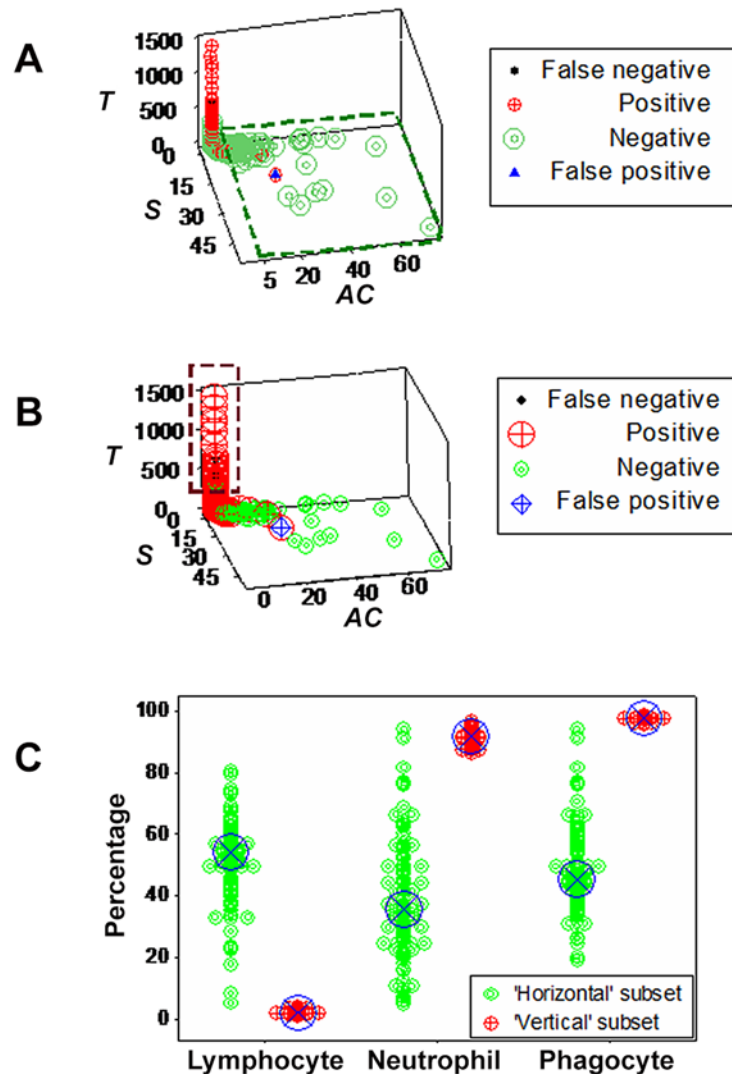 A
1500
1000
T
500
0
0
15
S
30
45
5
20
40
60
AC
False negative
Positive
Negative
False positive
B
1500
1000
T
500
0
0
15
S
30
45
0
20
40
60
AC
False negative
Positive
Negative
False positive
C
Percentage
100
80
60
40
20
0
'Horizontal' subset
'Vertical' subset
Lymphocyte Neutrophil Phagocyte